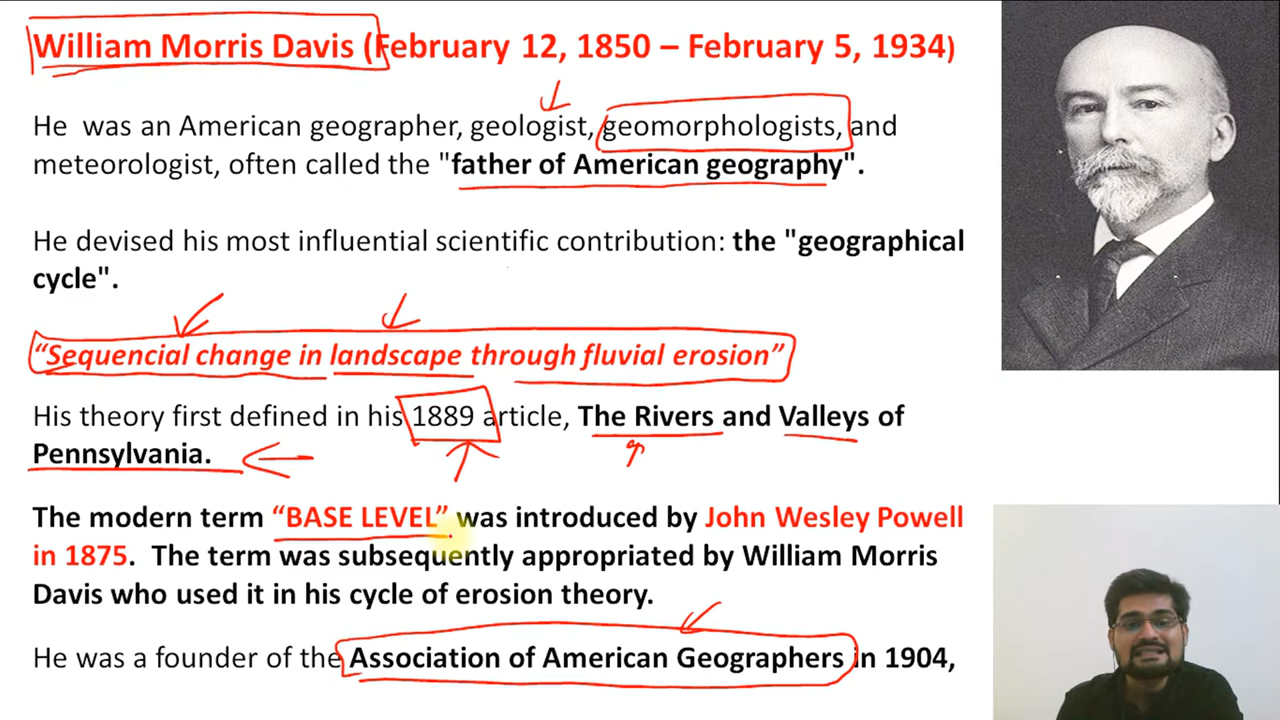 William Morris Davis (February 12, 1850 – February 5, 1934)
He was an American geographer, geologist, geomorphologists, and
meteorologist, often called the "father of American geography".
He devised his most influential scientific contribution: the "geographical
cycle".
“Sequencial change in landscape through fluvial erosion”
His theory first defined in his 1889 article, The Rivers and Valleys of
Pennsylvania.
The modern term “BASE LEVEL” was introduced by John Wesley Powell
in 1875. The term was subsequently appropriated by William Morris
Davis who used it in his cycle of erosion theory.
He was a founder of the Association of American Geographers in 1904,